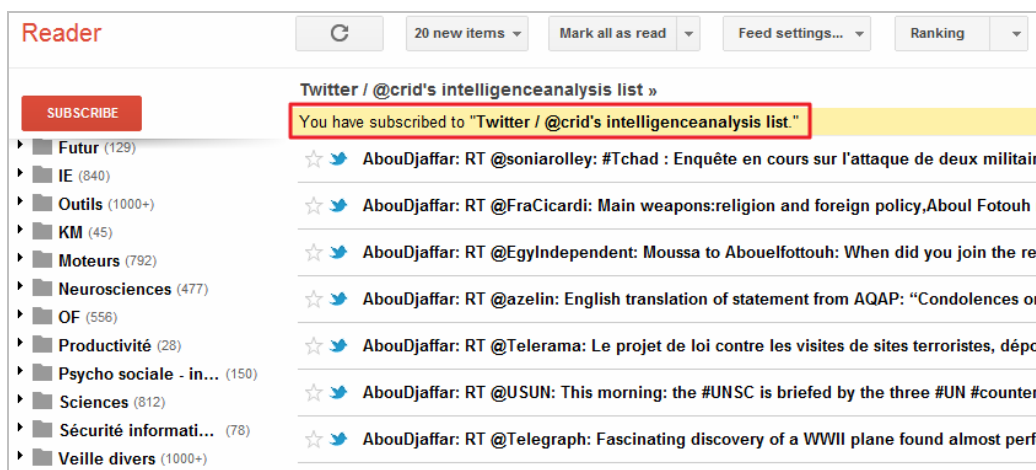 Reader
20 new items
Mark all as read
Feed settings...
Ranking
SUBSCRIBE
Futur (129)
IE (840)
Outils (1000+)
KM (45)
Moteurs (792)
Neurosciences (477)
OF (556)
Productivité (28)
Psycho sociale - in... (150)
Sciences (812)
Sécurité informati... (78)
Veille divers (1000+)
Twitter / @crid's intelligenceanalysis list »
You have subscribed to "Twitter / @crid's intelligenceanalysis list."
AbouDjaffar: RT @soniarolley: #Tchad : Enquête en cours sur l'attaque de deux militair
AbouDjaffar: RT @FraCicardi: Main weapons:religion and foreign policy,Aboul Fotouh
AbouDjaffar: RT @EgyIndependent: Moussa to Abouelfottouh: When did you join the re
AbouDjaffar: RT @azelin: English translation of statement from AQAP: “Condolences o
AbouDjaffar: RT @Telerama: Le projet de loi contre les visites de sites terroristes, dépo
AbouDjaffar: RT @USUN: This morning: the #UNSC is briefed by the three #UN #counter
AbouDjaffar: RT @Telegraph: Fascinating discovery of a WWII plane found almost perf